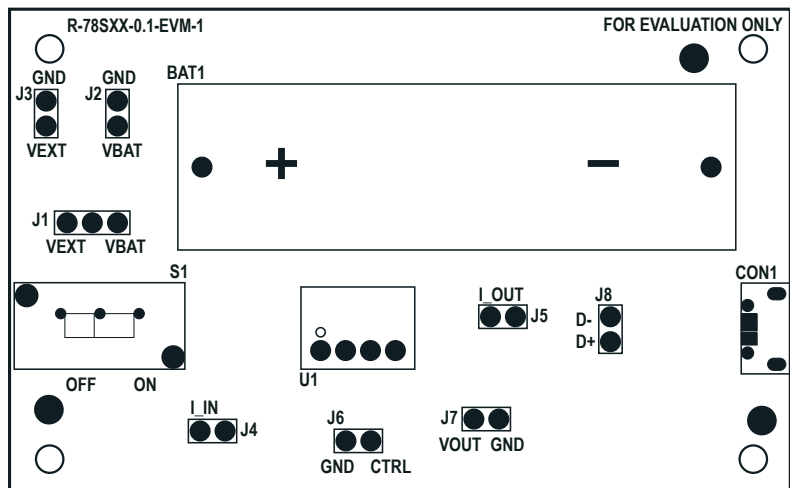 R-78SXX-0.1-EVM-1 FOR EVALUATION ONLY
GND GND BAT1
J3 J2
+ −
VEXT VBAT
J1
VEXT VBAT
S1 CON1
I_OUT J8
J5 D-
D+
U1
OFF ON
I_IN
J4 J6 J7
VOUT GND
GND CTRL